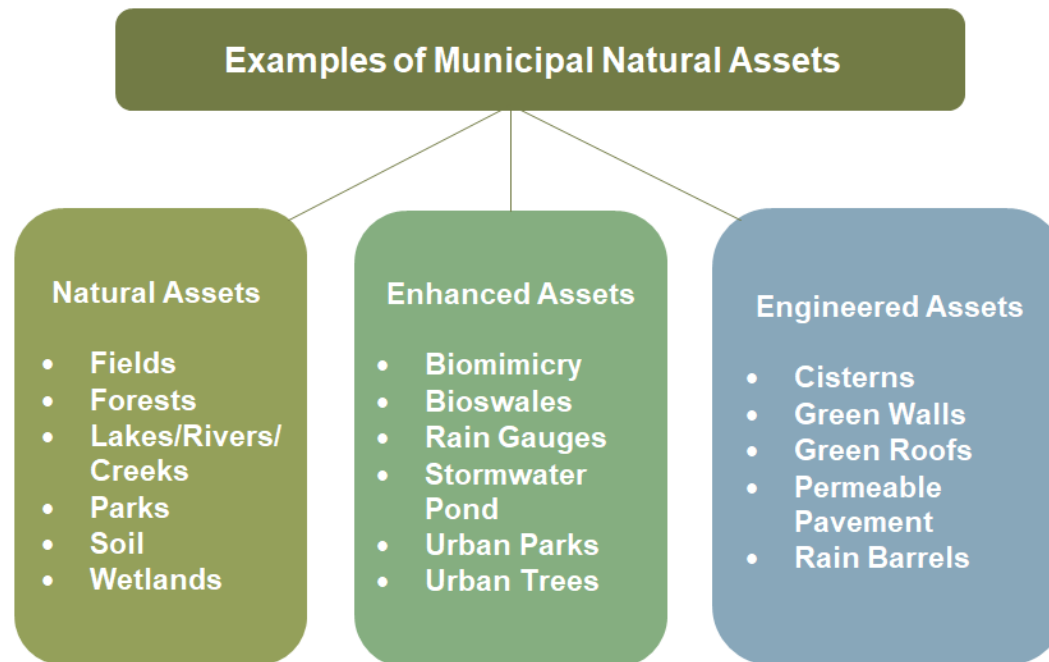 Examples of Municipal Natural Assets
Natural Assets
• Fields
• Forests
• Lakes/Rivers/
Creeks
• Parks
• Soil
• Wetlands
Enhanced Assets
• Biomimicry
• Bioswales
• Rain Gauges
• Stormwater
Pond
• Urban Parks
• Urban Trees
Engineered Assets
• Cisterns
• Green Walls
• Green Roofs
• Permeable
Pavement
• Rain Barrels